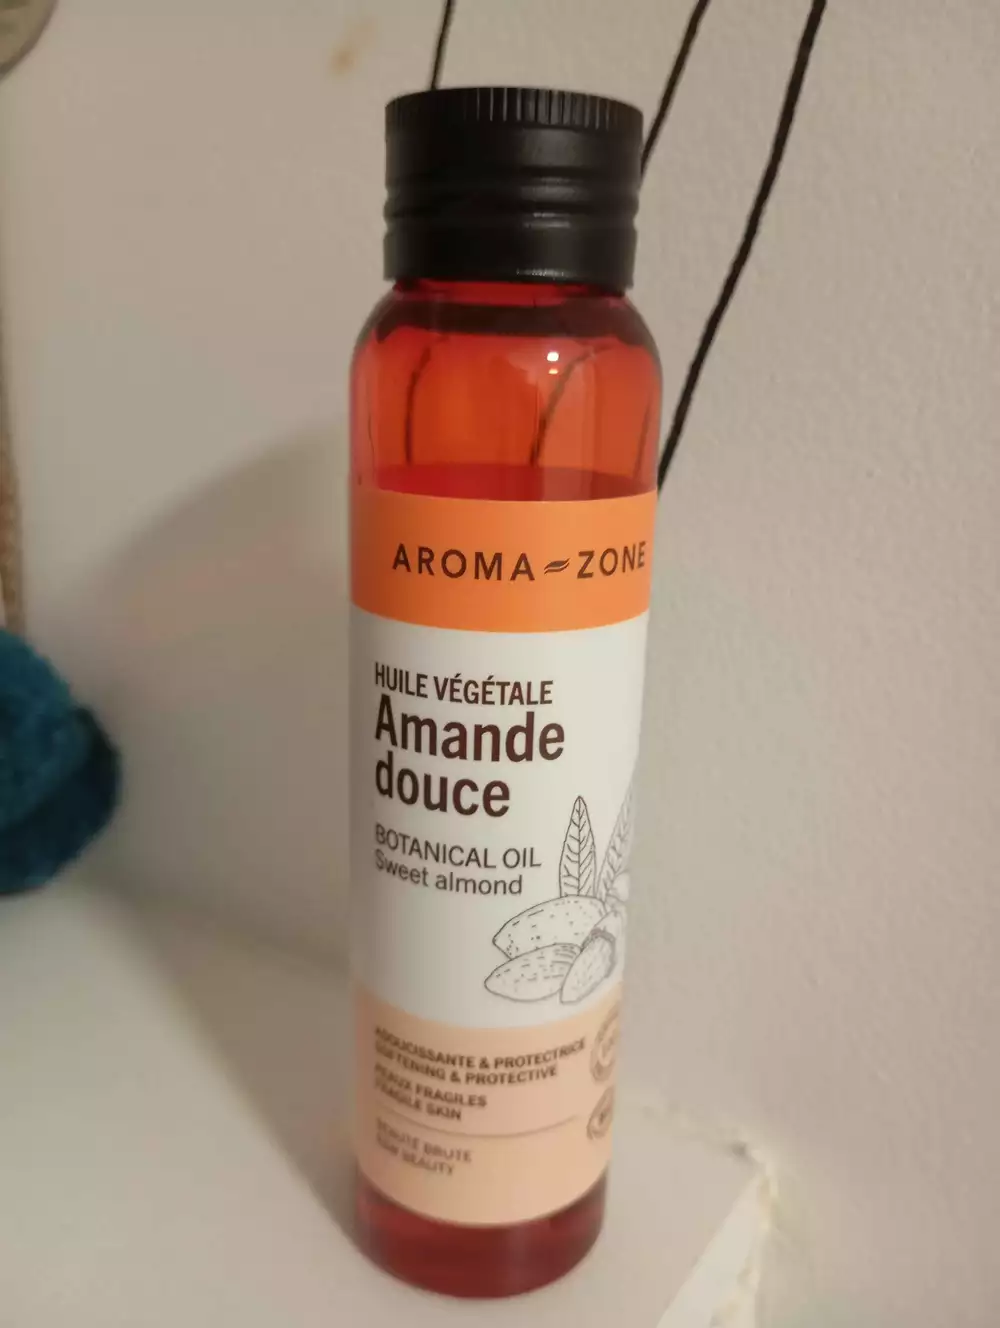 AROMA ZONE
HUILE VÉGÉTALE
Amande
douce
BOTANICAL OIL
Sweet almond
ADOUCISSANTE & PROTECTRICE
SOFTENING & PROTECTIVE
PEAUX FRAGILES
FRAGILE SKIN
BEAUTÉ BRUTE
RAW BEAUTY